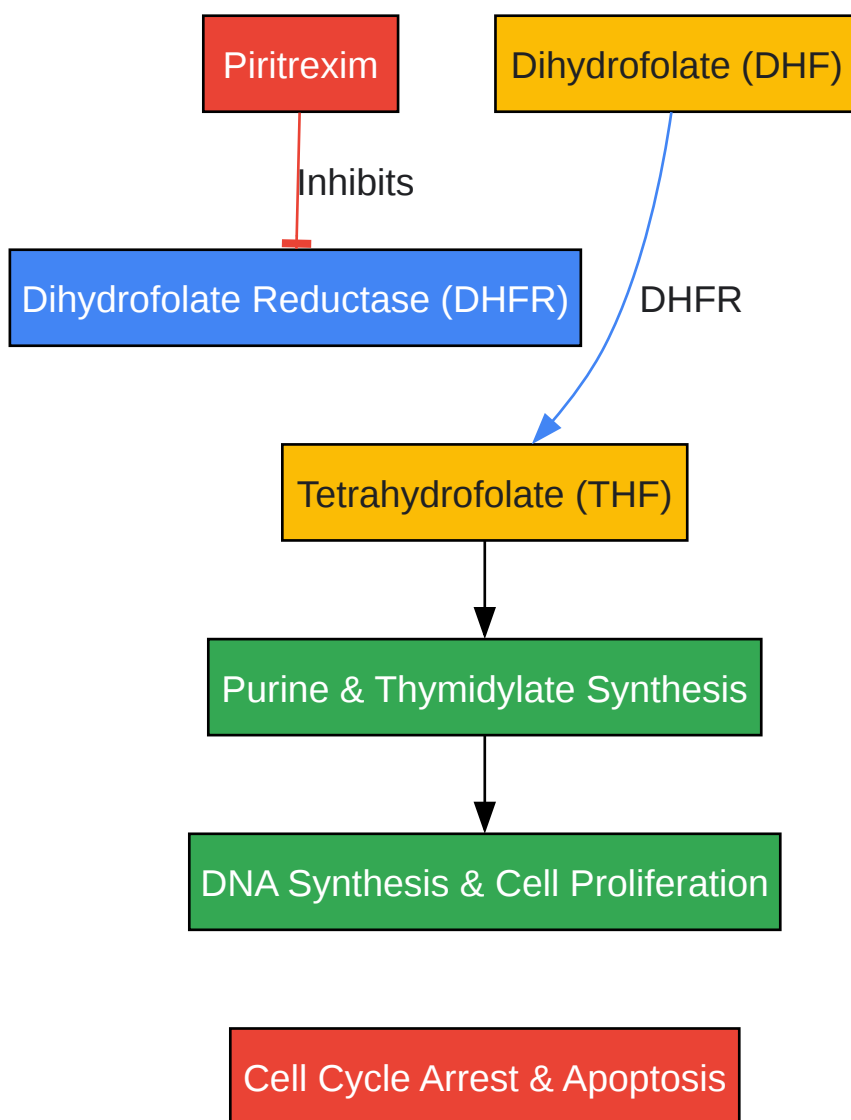 Piritrexim
Dihydrofolate (DHF)
Inhibits
Dihydrofolate Reductase (DHFR)
DHFR
Tetrahydrofolate (THF)
Purine & Thymidylate Synthesis
DNA Synthesis & Cell Proliferation
Cell Cycle Arrest & Apoptosis